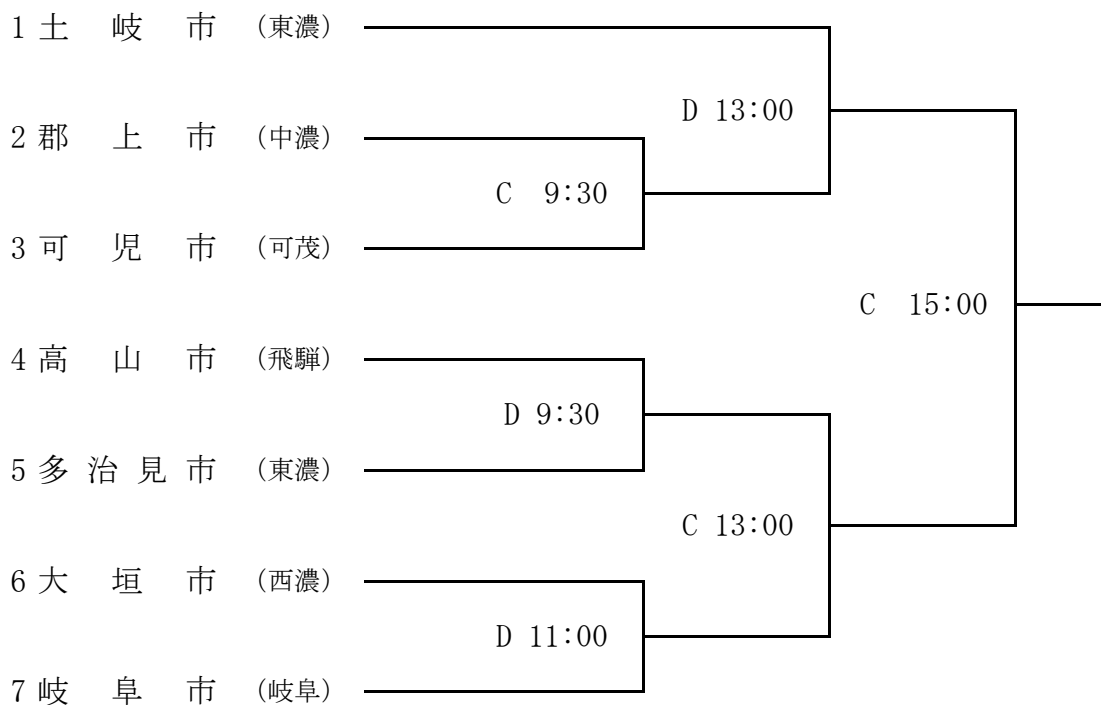 1 土 岐 市 (東濃)
D 13:00
2 郡 上 市 (中濃)
C 9:30
3 可 児 市 (可茂)
C 15:00
4 高 山 市 (飛騨)
D 9:30
5 多 治 見 市 (東濃)
C 13:00
6 大 垣 市 (西濃)
D 11:00
7 岐 阜 市 (岐阜)